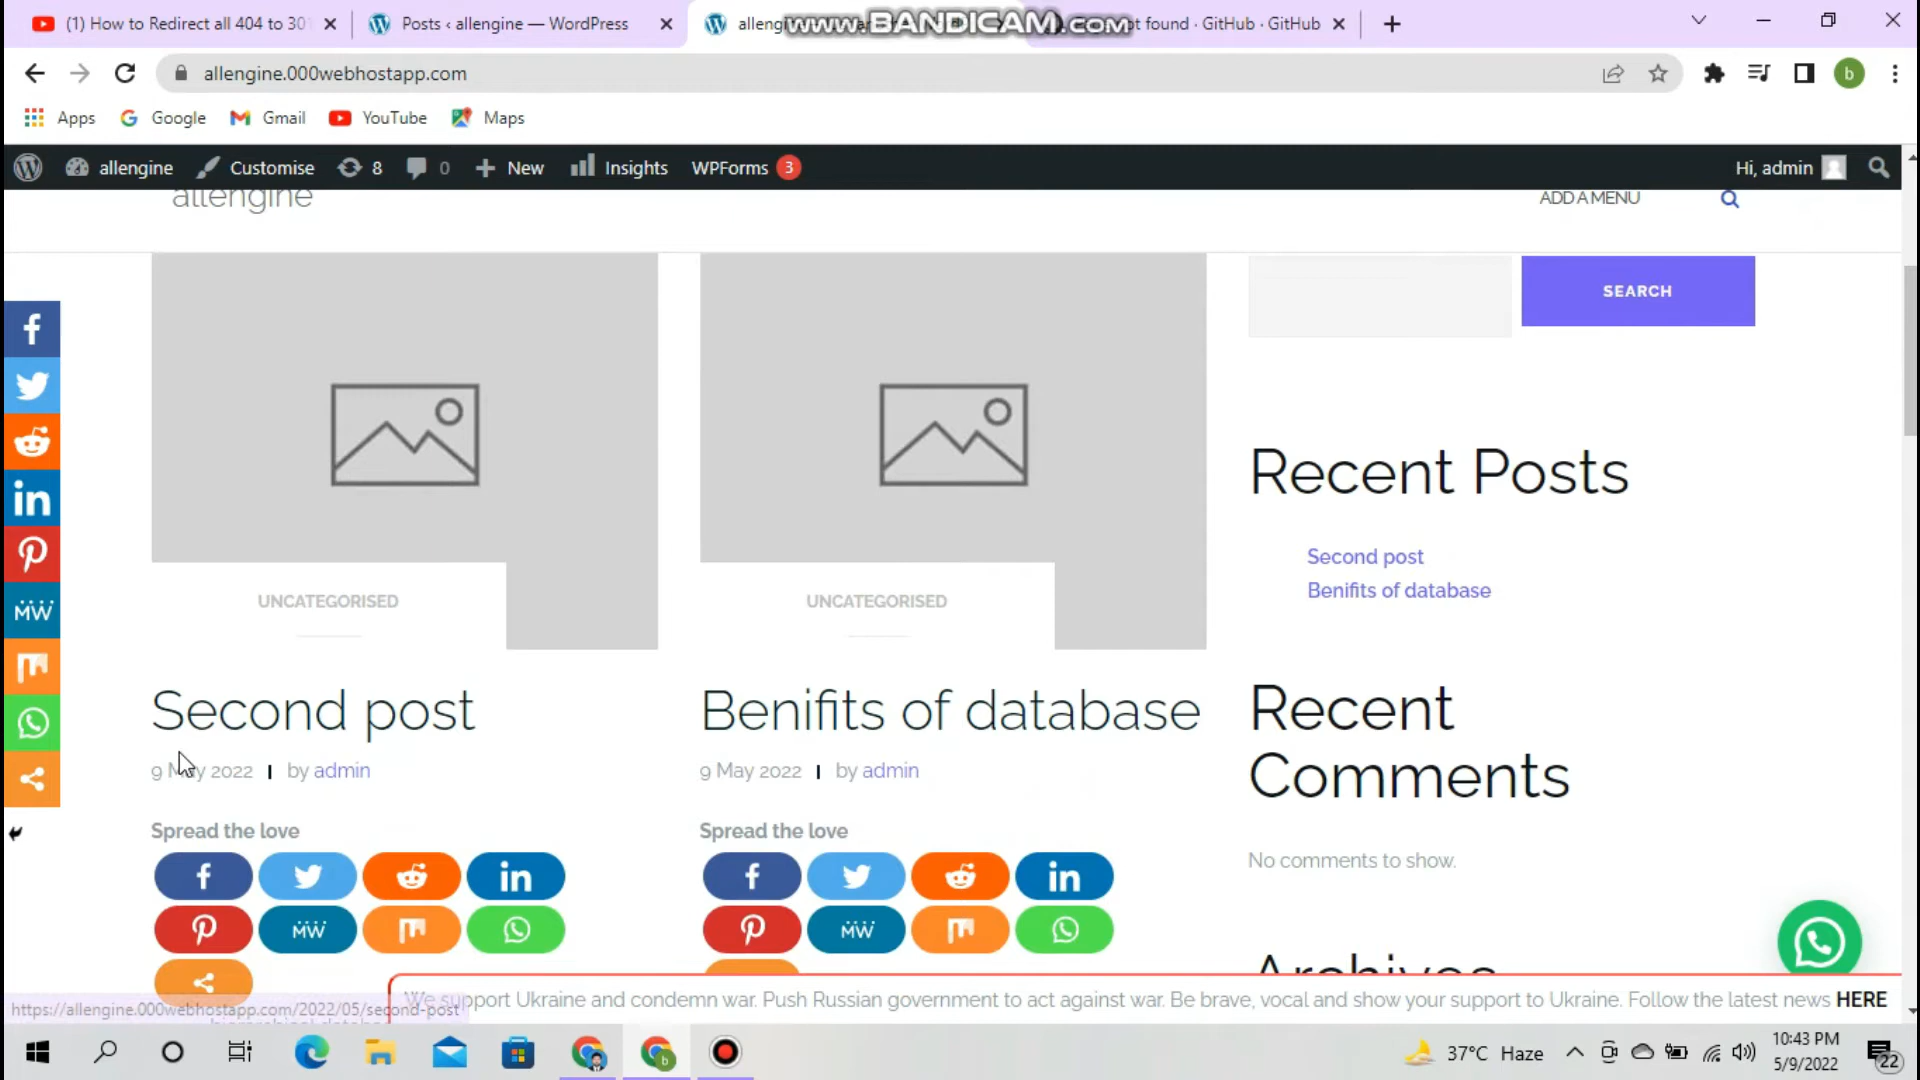 (1) How to Redirect all 404 to 301
Posts ‹ allengine — WordPress
alleng
www.BANDICAM.com
t found · GitHub · GitHub
allengine.000webhostapp.com
b
Apps
Google
Gmail
YouTube
Maps
allengine
Customise
8
0
New
Insights
WPForms 3
Hi, admin
allengine
ADD A MENU
SEARCH
Recent Posts
Second post
Benifits of database
UNCATEGORISED
UNCATEGORISED
Second post
9 May 2022 | by admin
Spread the love
Benifits of database
9 May 2022 | by admin
Spread the love
Recent
Comments
No comments to show.
Archives
We support Ukraine and condemn war. Push Russian government to act against war. Be brave, vocal and show your support to Ukraine. Follow the latest news HERE
https://allengine.000webhostapp.com/2022/05/second-post
37°C Haze
10:43 PM
5/9/2022
22